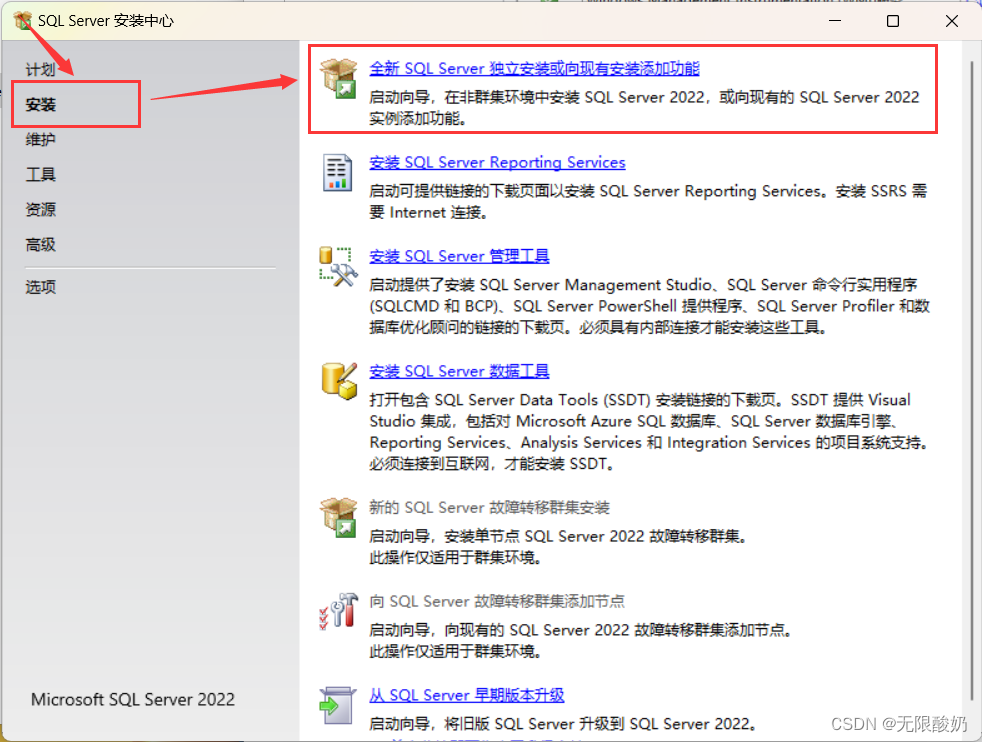 SQL Server 安装中心
计划
安装
维护
工具
资源
高级
选项
Microsoft SQL Server 2022
全新 SQL Server 独立安装或向现有安装添加功能
启动向导，在非群集环境中安装 SQL Server 2022，或向现有的 SQL Server 2022
实例添加功能。
安装 SQL Server Reporting Services
启动可提供链接的下载页面以安装 SQL Server Reporting Services。安装 SSRS 需
要 Internet 连接。
安装 SQL Server 管理工具
启动提供了安装 SQL Server Management Studio、SQL Server 命令行实用程序
(SQLCMD 和 BCP)、SQL Server PowerShell 提供程序、SQL Server Profiler 和数
据库优化顾问的链接的下载页。必须具有内部连接才能安装这些工具。
安装 SQL Server 数据工具
打开包含 SQL Server Data Tools (SSDT) 安装链接的下载页。SSDT 提供 Visual
Studio 集成，包括对 Microsoft Azure SQL 数据库、SQL Server 数据库引擎、
Reporting Services、Analysis Services 和 Integration Services 的项目系统支持。
必须连接到互联网，才能安装 SSDT。
新的 SQL Server 故障转移群集安装
启动向导，安装单节点 SQL Server 2022 故障转移群集。
此操作仅适用于群集环境。
向 SQL Server 故障转移群集添加节点
启动向导，向现有的 SQL Server 2022 故障转移群集添加节点。
此操作仅适用于群集环境。
从 SQL Server 早期版本升级
启动向导，将旧版 SQL Server 升级到 SQL Server 2022。
CSDN @无限酸奶